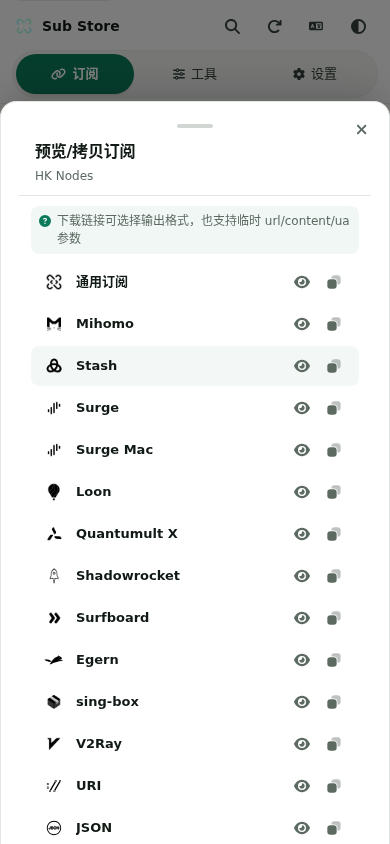 Sub Store
订阅
工具
设置
预览/拷贝订阅
HK Nodes
下载链接可选择输出格式，也支持临时 url/content/ua
参数
通用订阅
Mihomo
Stash
Surge
Surge Mac
Loon
Quantumult X
Shadowrocket
Surfboard
Egern
sing-box
V2Ray
URI
JSON